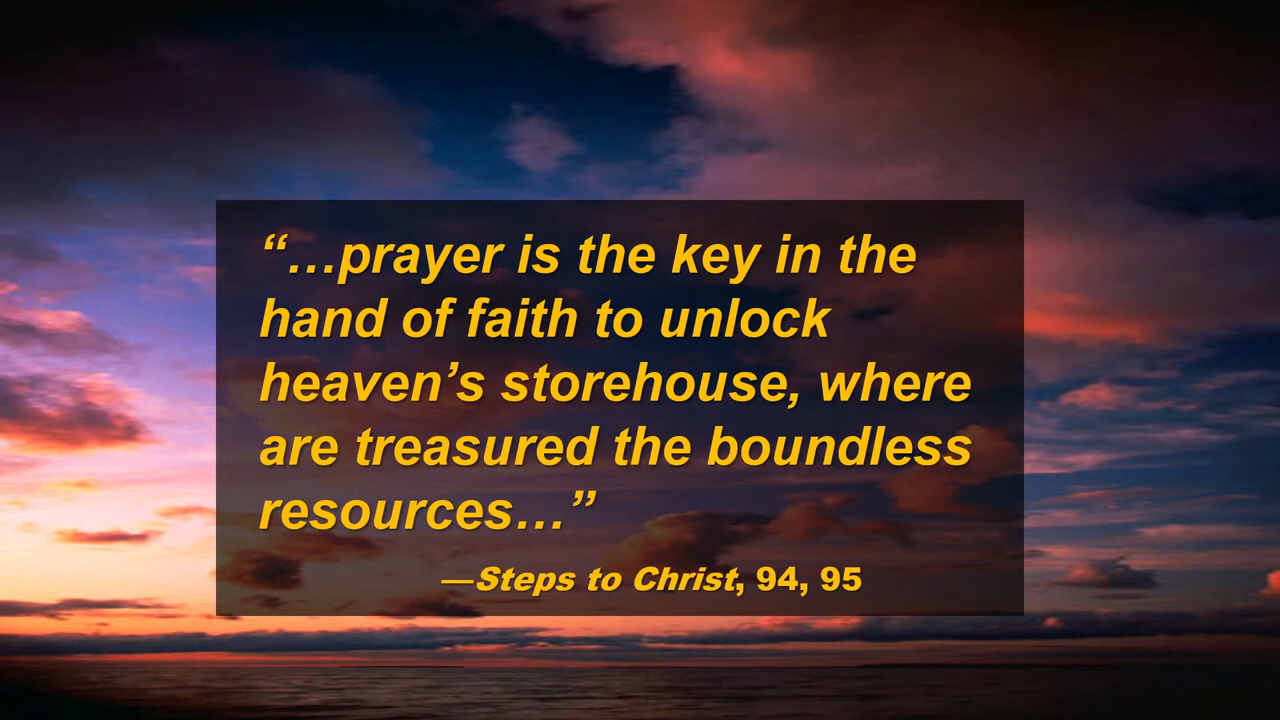 “…prayer is the key in the
hand of faith to unlock
heaven’s storehouse, where
are treasured the boundless
resources…”
—Steps to Christ, 94, 95